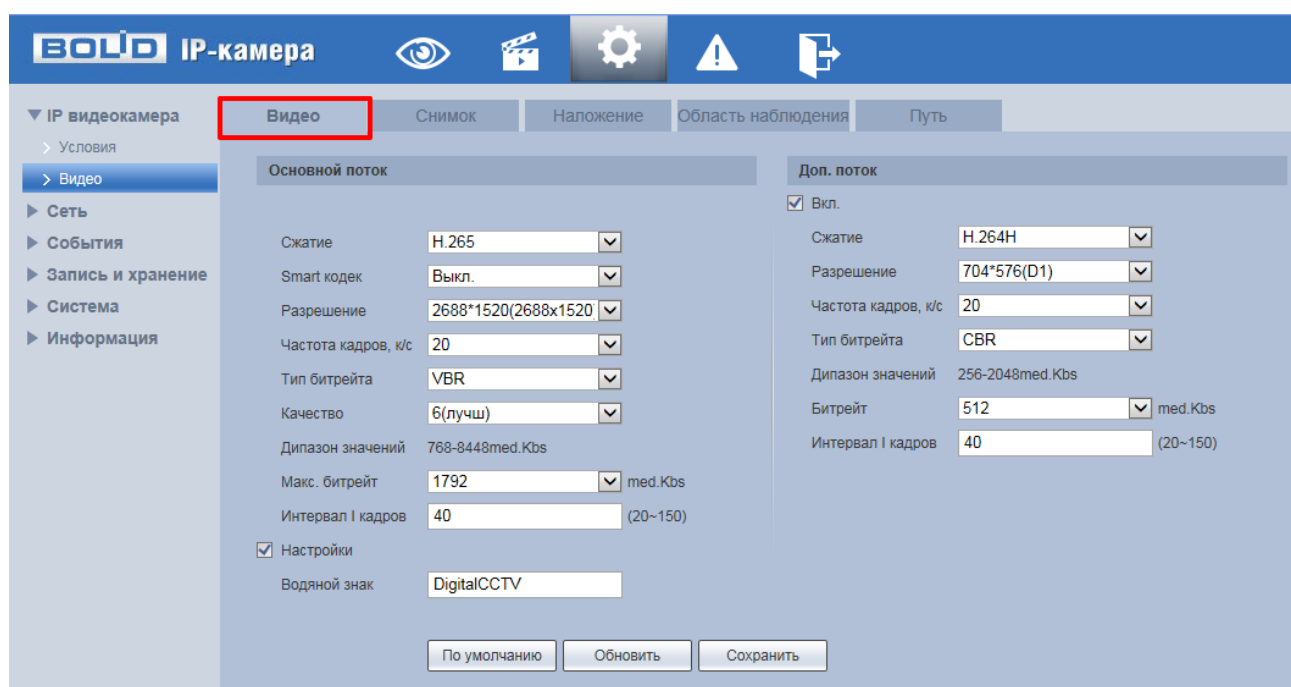 BOLID IP-камера
IP видеокамера
Условия
Видео
Сеть
События
Запись и хранение
Система
Информация
Видео Снимок Наложение Область наблюдения Путь
Основной поток
Сжатие H.265
Smart кодек Выкл.
Разрешение 2688*1520(2688x1520)
Частота кадров, к/с 20
Тип битрейта VBR
Качество 6(лучш)
Дипазон значений 768-8448med.Kbs
Макс. битрейт 1792 med.Kbs
Интервал I кадров 40 (20~150)
Настройки
Водяной знак DigitalCCTV
Доп. поток
Вкл.
Сжатие H.264H
Разрешение 704*576(D1)
Частота кадров, к/с 20
Тип битрейта CBR
Дипазон значений 256-2048med.Kbs
Битрейт 512 med.Kbs
Интервал I кадров 40 (20~150)
По умолчанию Обновить Сохранить